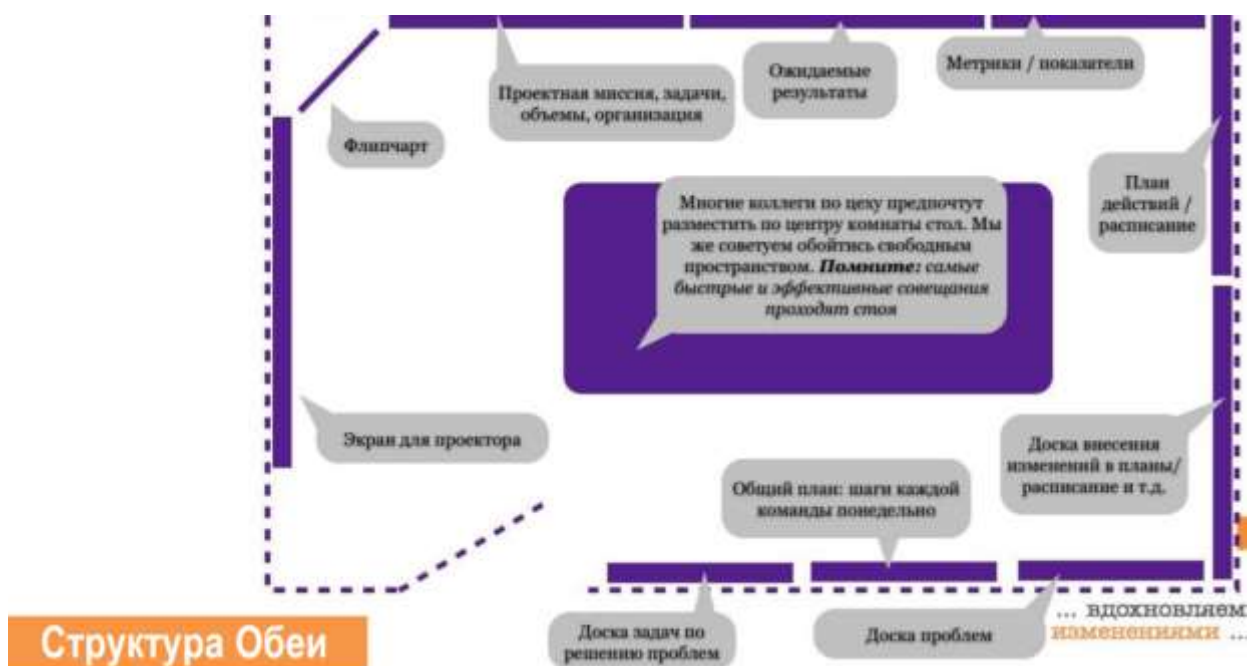 Проектная миссия, задачи,
объемы, организация
Ожидаемые
результаты
Метрики / показатели
Флипчарт
План
действий /
расписание
Многие коллеги по цеху предпочтут
разместить по центру комнаты стол. Мы
же советуем обойтись свободным
пространством. Помните: самые
быстрые и эффективные совещания
проходят стоя
Экран для проектора
Доска внесения
изменений в планы/
расписание и т.д.
Общий план: шаги каждой
команды понедельно
Доска задач по
решению проблем
Доска проблем
... вдохновляем
изменениями ...
Структура Обеи